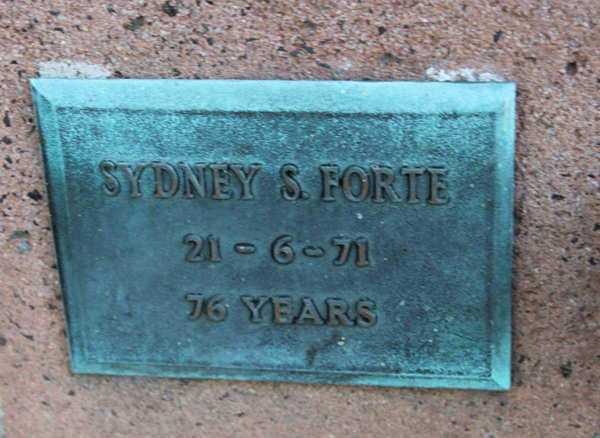 SYDNEY S. FORTE
21-6-71
76 YEARS